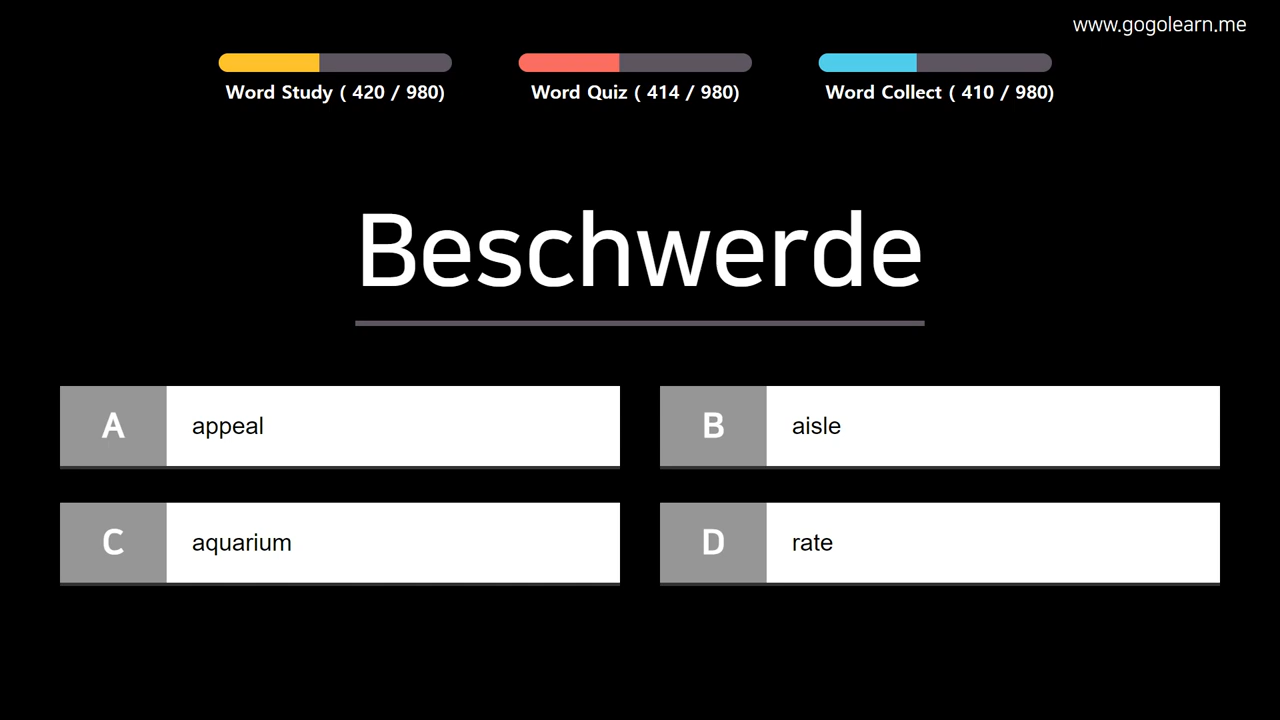 www.gogolearn.me
Word Study ( 420 / 980)
Word Quiz ( 414 / 980)
Word Collect ( 410 / 980)
Beschwerde
A appeal
B aisle
C aquarium
D rate